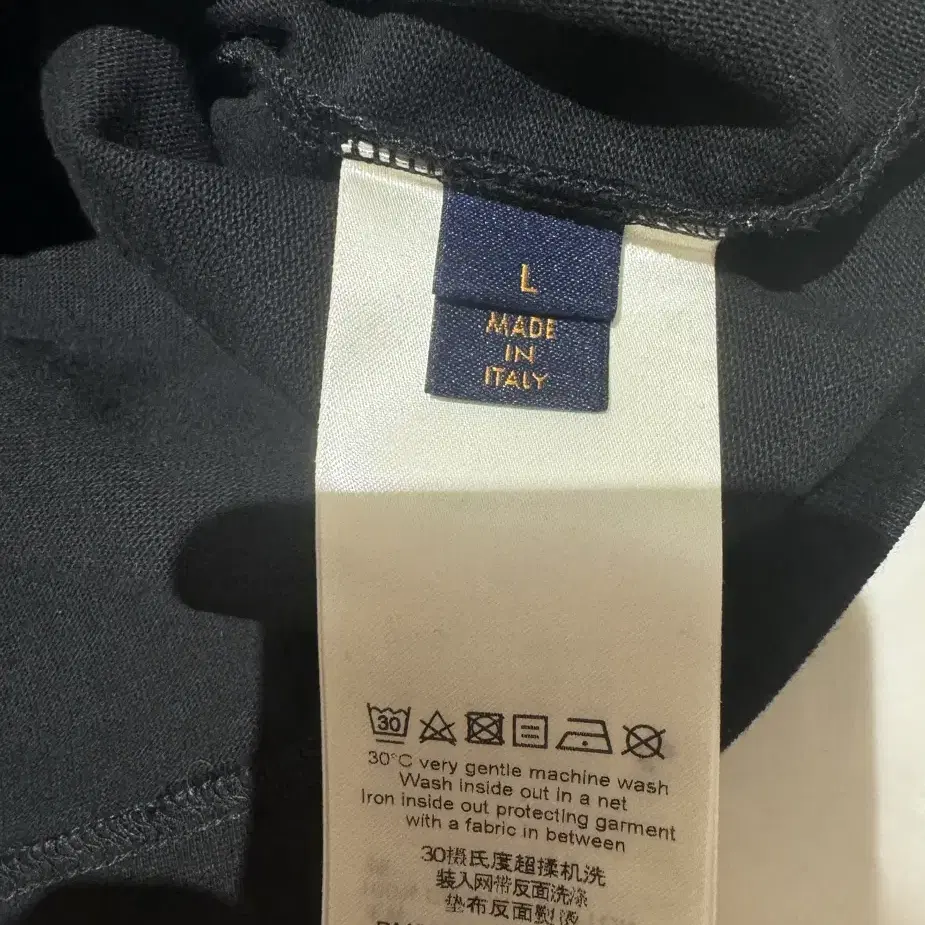 L
MADE
IN
ITALY
30
30°C very gentle machine wash
Wash inside out in a net
Iron inside out protecting garment
with a fabric in between
30摄氏度超揉机洗
装入网带反面洗涤
垫布反面